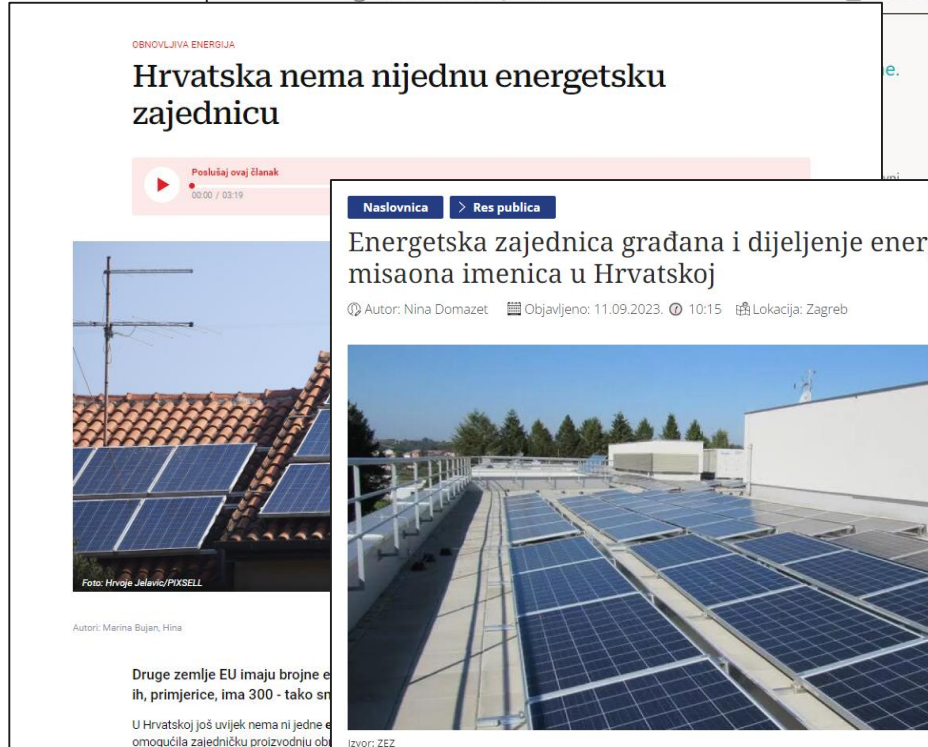 OBNOVLJIVA ENERGIJA
Hrvatska nema nijednu energetsku
zajednicu
Poslušaj ovaj članak
00:00 / 03:19
Foto: Hrvoje Jelavic/PIXSELL
Autori: Marina Bujan, Hina
Druge zemlje EU imaju brojne
ih, primjerice, ima 300 - tako
U Hrvatskoj još uvijek nema ni jedne
omogućila zajedničku proizvodnju
Naslovnica > Res publica
Energetska zajednica građana i dijeljenje ener
misaona imenica u Hrvatskoj
Autor: Nina Domazet Objavljeno: 11.09.2023. 10:15 Lokacija: Zagreb
Izvor: ZEZ